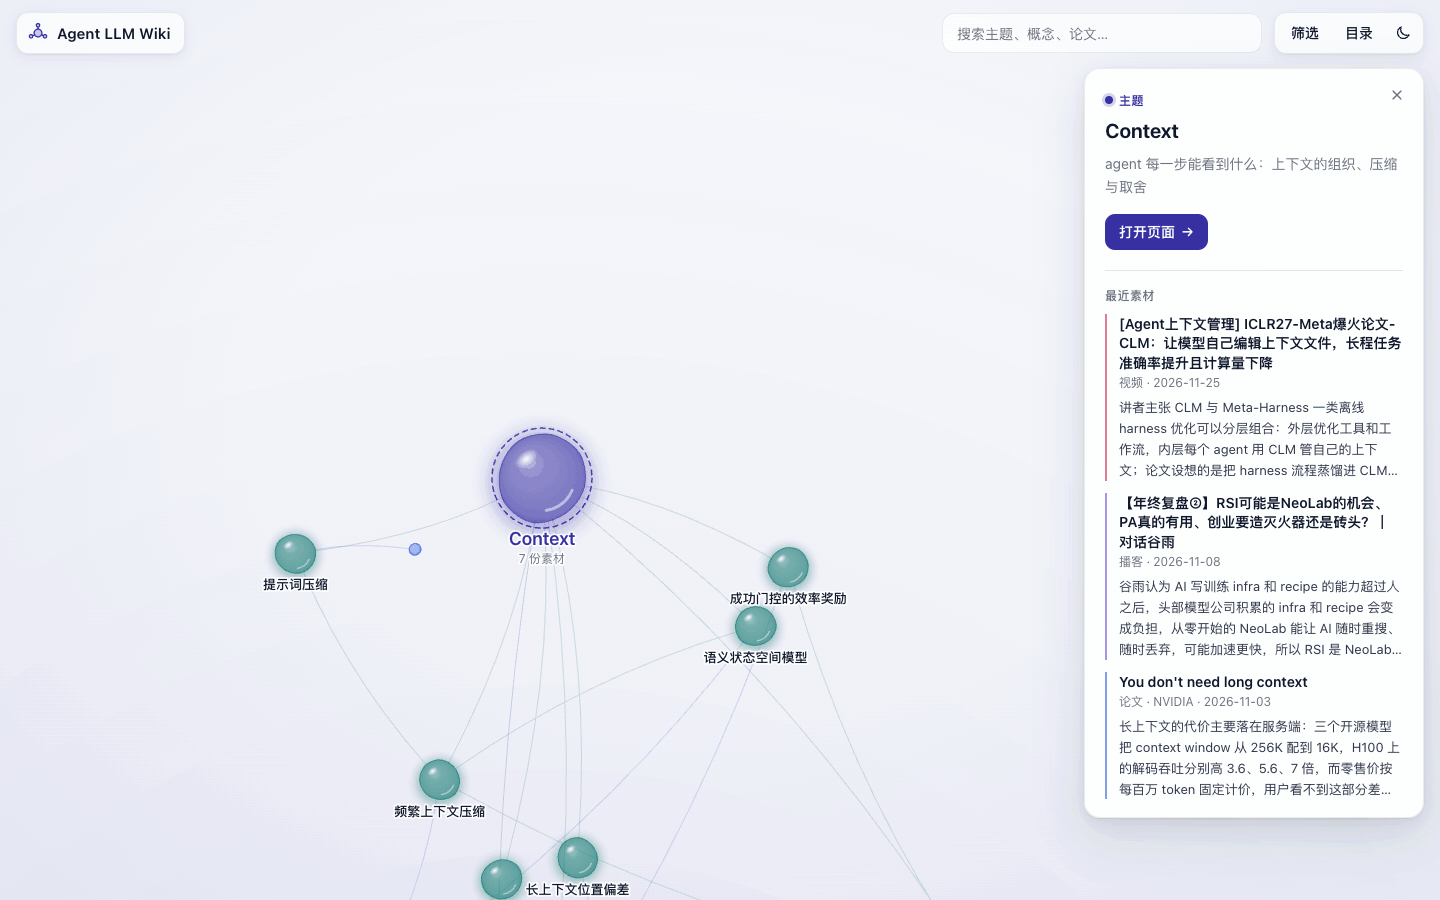 Agent LLM Wiki
搜索主题、概念、论文...
筛选
目录
主题
Context
agent 每一步能看到什么：上下文的组织、压缩
与取舍
打开页面 →
最近素材
[Agent上下文管理] ICLR27-Meta爆火论文-
CLM：让模型自己编辑上下文文件，长程任务
准确率提升且计算量下降
视频 · 2026-11-25
讲者主张 CLM 与 Meta-Harness 一类离线
harness 优化可以分层组合：外层优化工具和工
作流，内层每个 agent 用 CLM 管自己的上下
文；论文设想的是把 harness 流程蒸馏进 CLM...
【年终复盘②】RSI可能是NeoLab的机会、
PA真的有用、创业要造灭火器还是砖头？ |
对话谷雨
播客 · 2026-11-08
谷雨认为 AI 写训练 infra 和 recipe 的能力超过人
之后，头部模型公司积累的 infra 和 recipe 会变
成负担，从零开始的 NeoLab 能让 AI 随时重搜、
随时丢弃，可能加速更快，所以 RSI 是 NeoLab...
You don't need long context
论文 · NVIDIA · 2026-11-03
长上下文的代价主要落在服务端：三个开源模型
把 context window 从 256K 配到 16K，H100 上
的解码吞吐分别高 3.6、5.6、7 倍，而零售价按
每百万 token 固定计价，用户看不到这部分差...
Context
7 份素材
提示词压缩
成功门控的效率奖励
语义状态空间模型
频繁上下文压缩
长上下文位置偏差